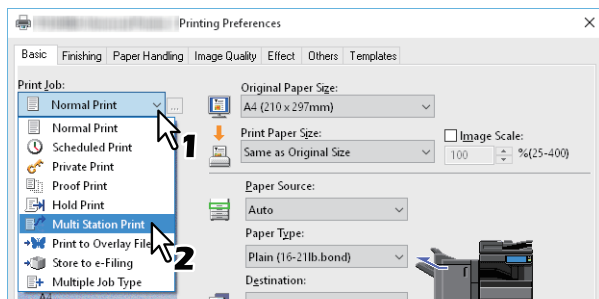 Printing Preferences
Basic Finishing Paper Handling Image Quality Effect Others Templates
Print Job:
Normal Print
...
Normal Print
Scheduled Print
Private Print
Proof Print
Hold Print
Multi Station Print
Print to Overlay File
Store to e-Filing
Multiple Job Type
1
2
Original Paper Size:
A4 (210 x 297mm)
Print Paper Size:
Same as Original Size
Image Scale:
100 %(25-400)
Paper Source:
Auto
Paper Type:
Plain (16-21lb.bond)
Destination: